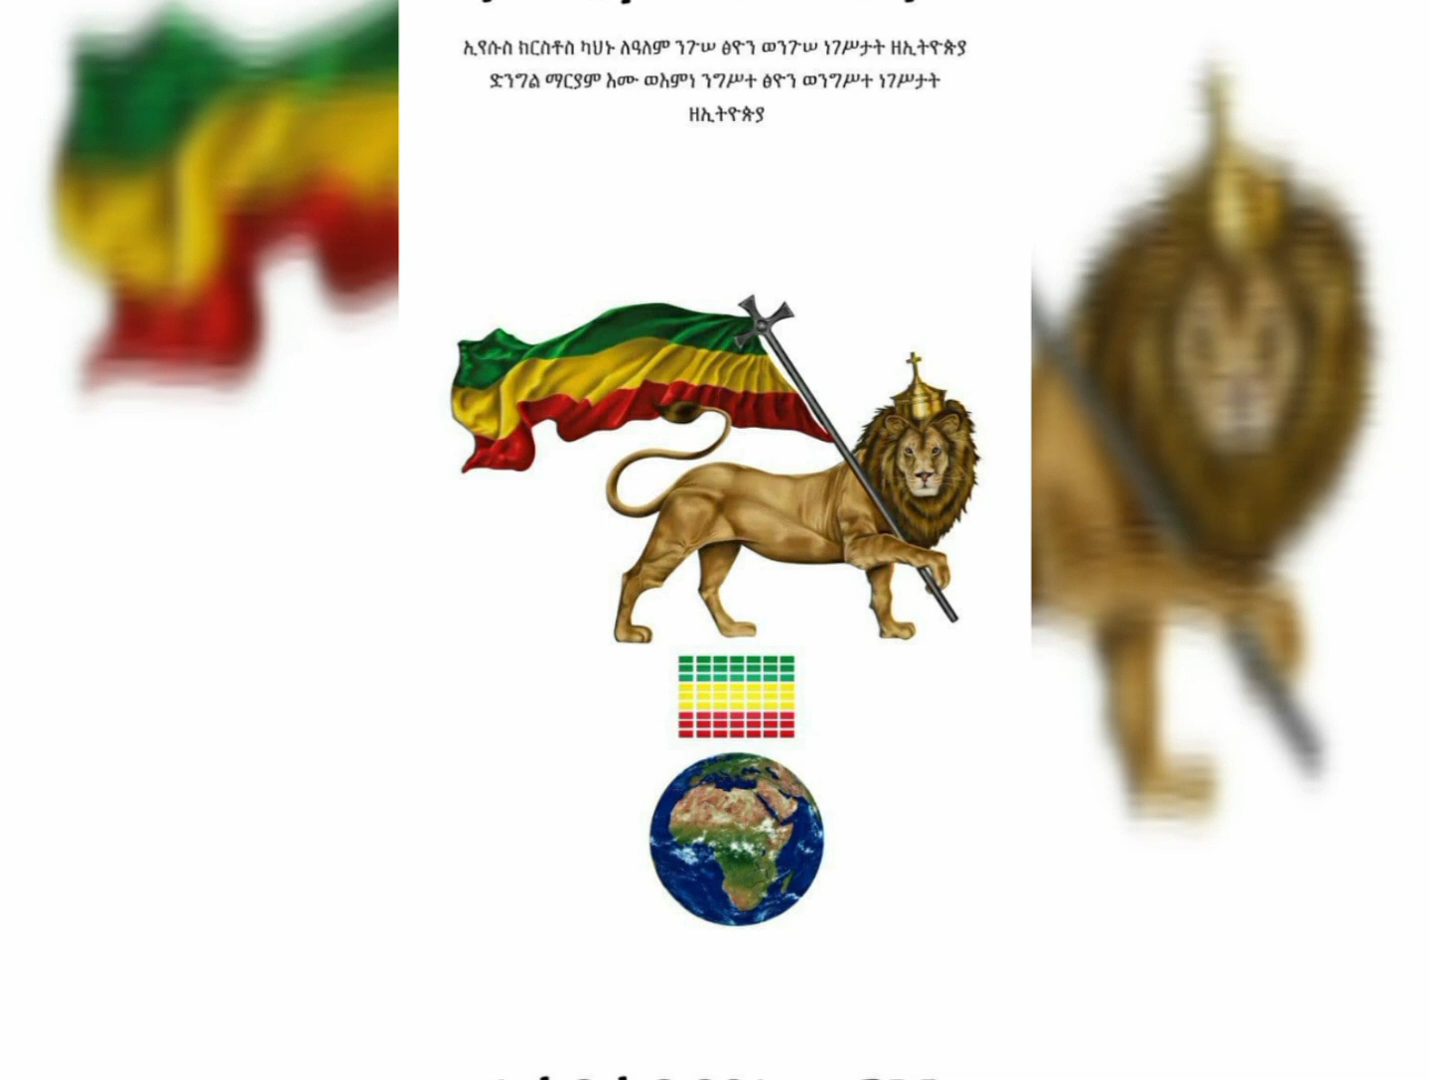 ኢየሱስ ክርስቶስ ካህኑ ለዓለም ንጉሠ ፅዮን ወንጉሠ ነገሥታት ዘኢትዮጵያ
ድንግል ማርያም እሙ ወእምነ ንግሥተ ፅዮን ወንግሥተ ነገሥታት
ዘኢትዮጵያ